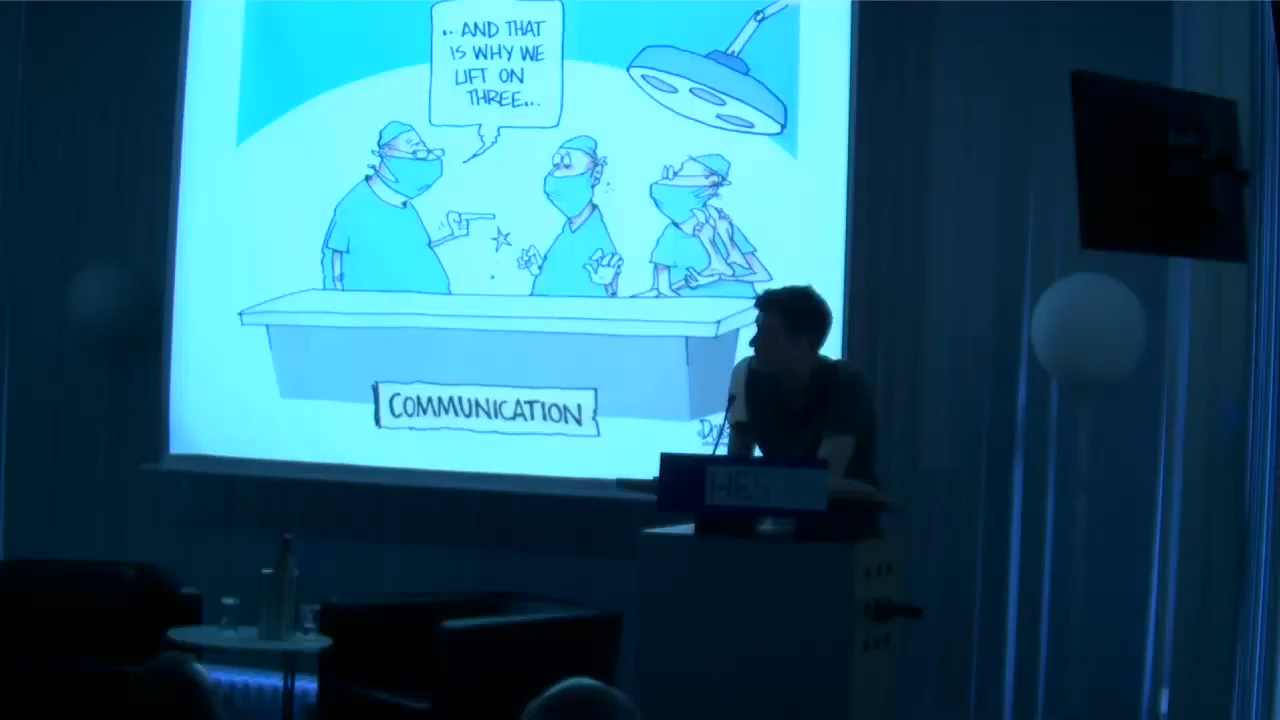 ...AND THAT
IS WHY WE
LIFT ON
THREE...
COMMUNICATION